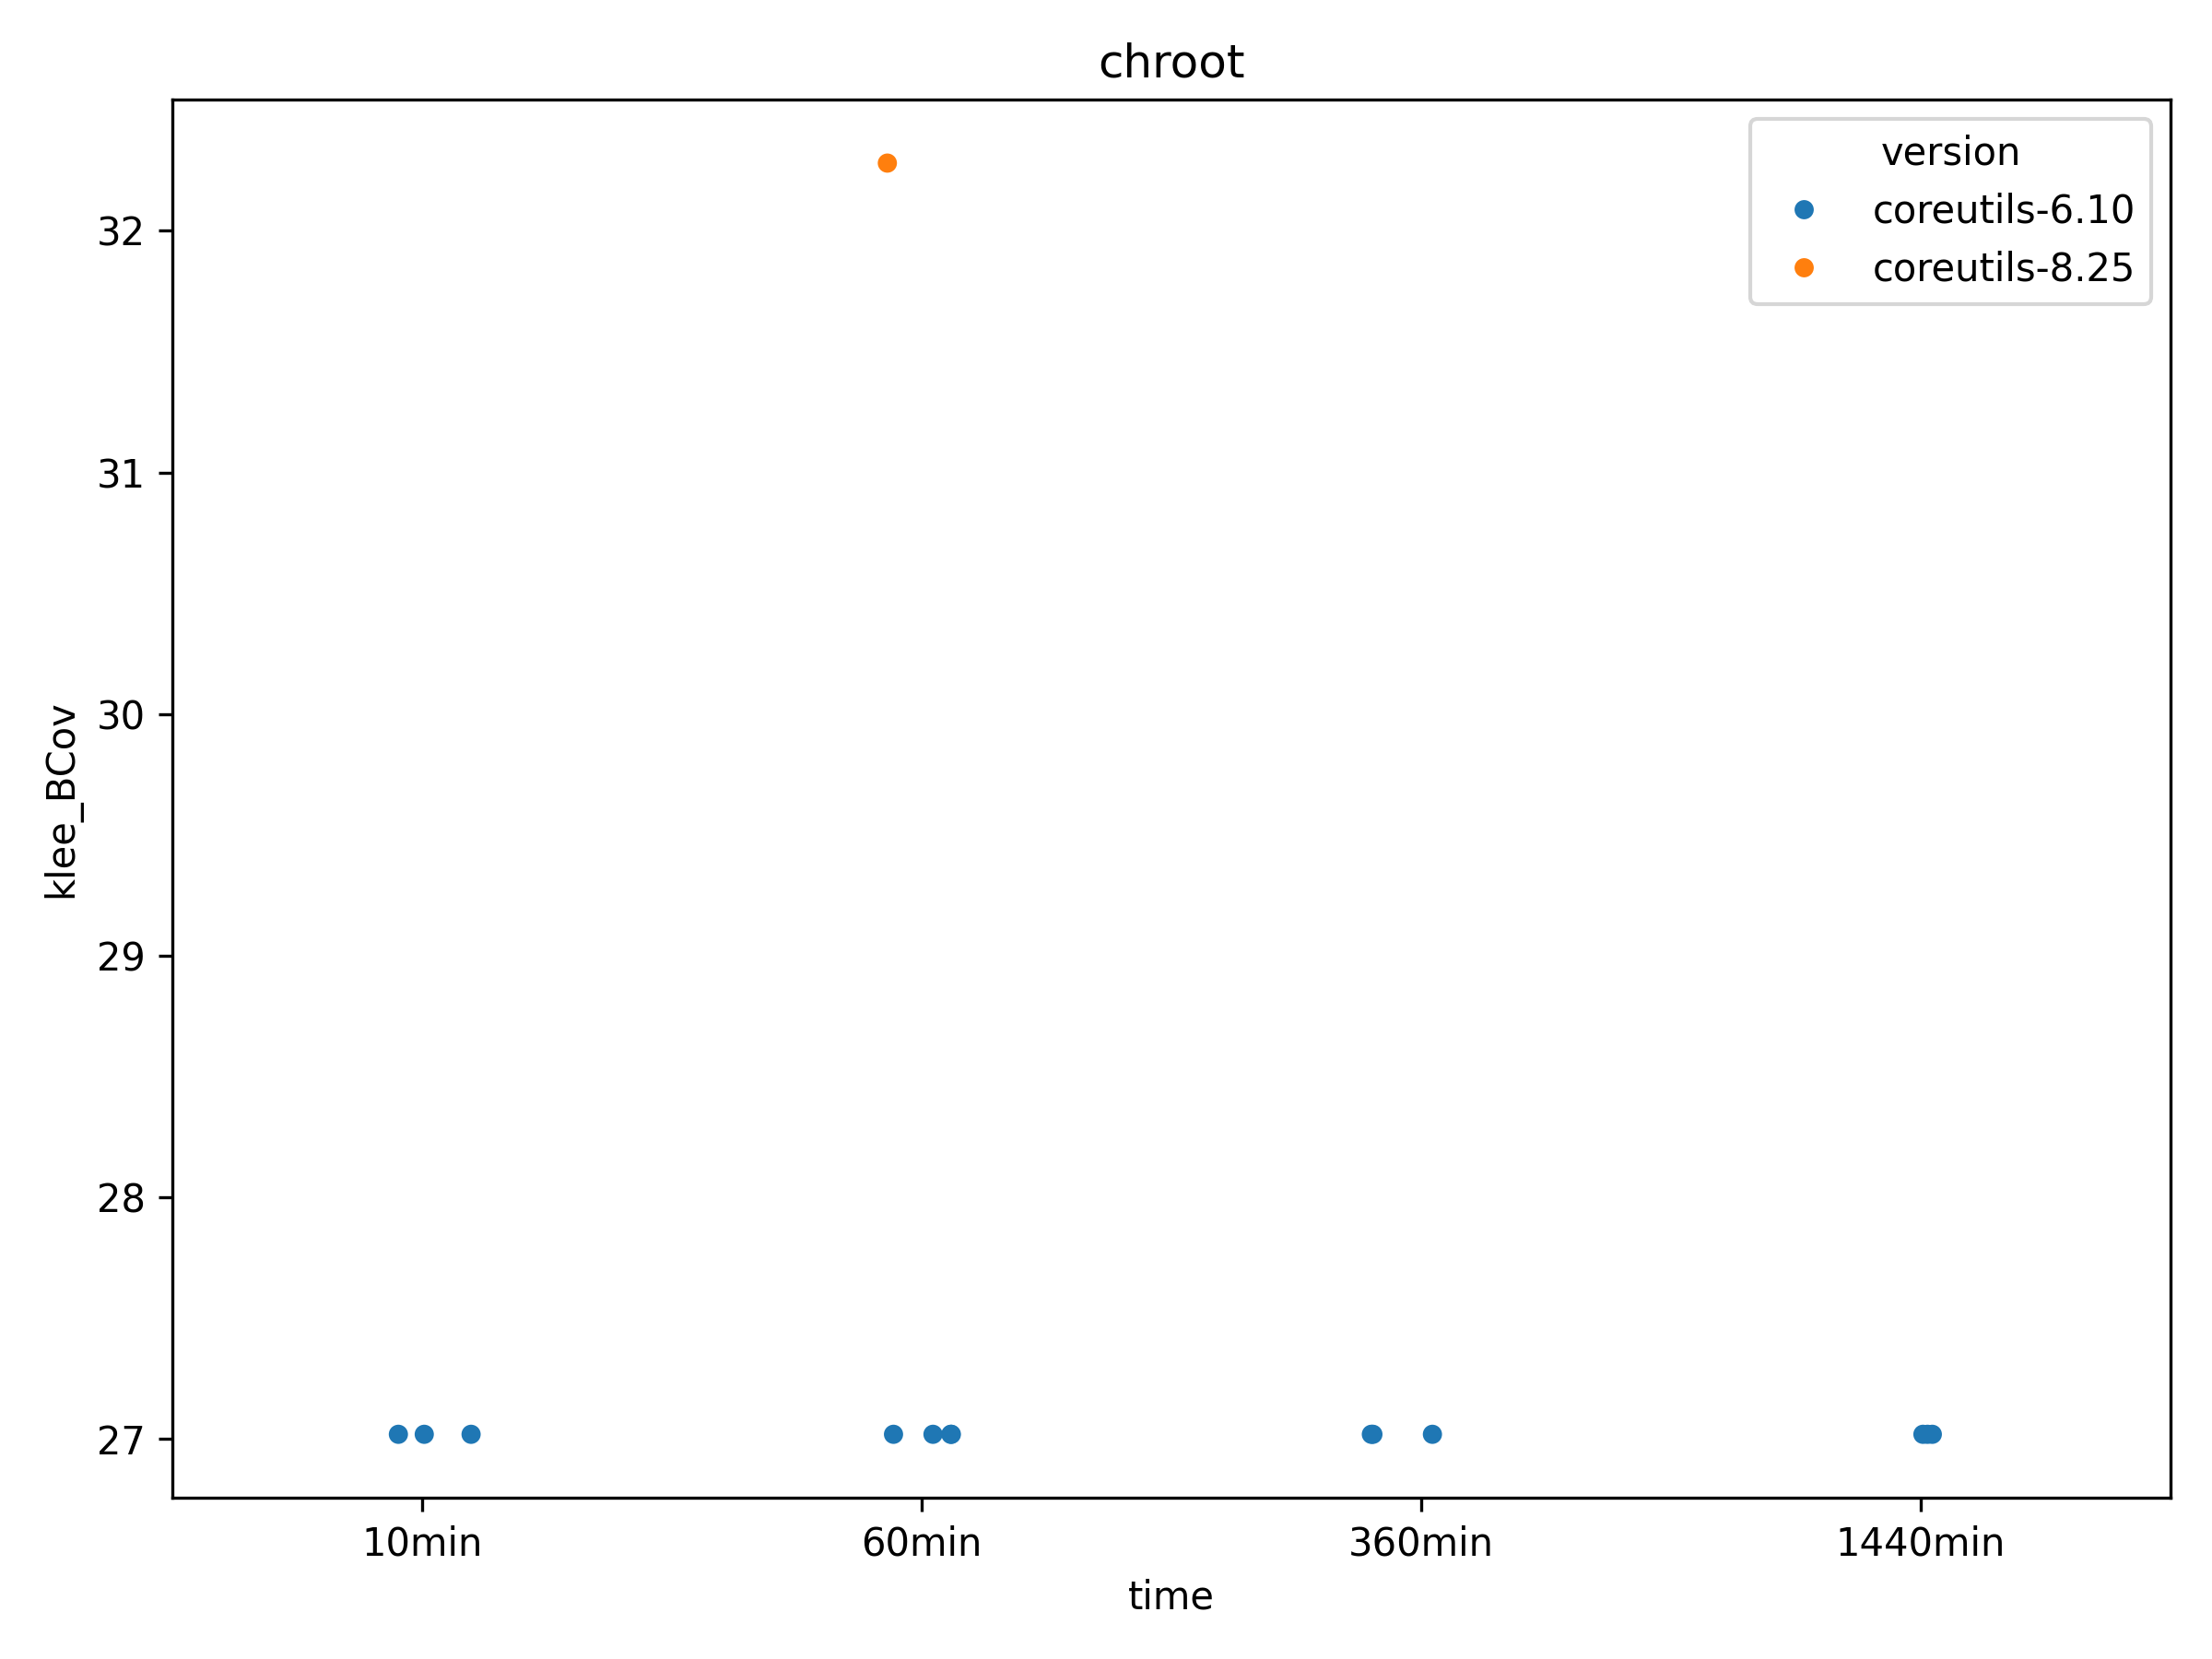 chroot
version
coreutils-6.10
coreutils-8.25
klee_BCov
32
31
30
29
28
27
10min
60min
360min
1440min
time